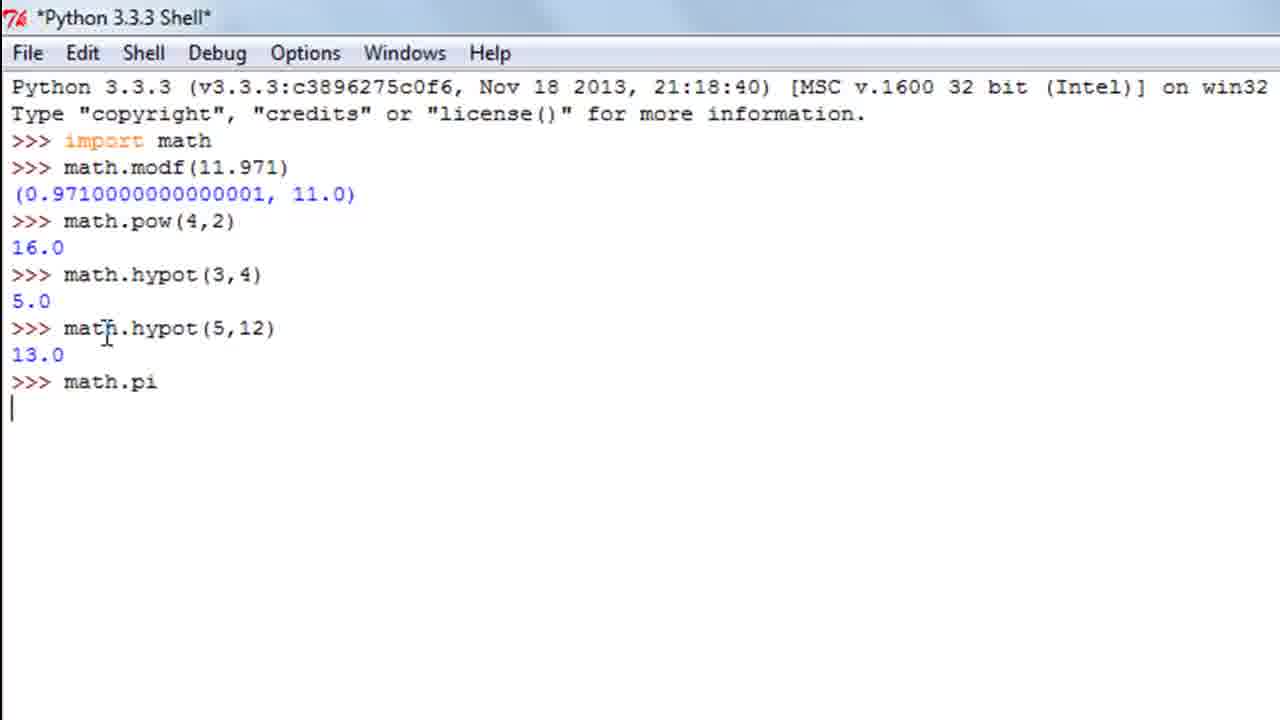 *Python 3.3.3 Shell*
File Edit Shell Debug Options Windows Help
Python 3.3.3 (v3.3.3:c3896275c0f6, Nov 18 2013, 21:18:40) [MSC v.1600 32 bit (Intel)] on win32
Type "copyright", "credits" or "license()" for more information.
>>> import math
>>> math.modf(11.971)
(0.9710000000000001, 11.0)
>>> math.pow(4,2)
16.0
>>> math.hypot(3,4)
5.0
>>> math.hypot(5,12)
13.0
>>> math.pi